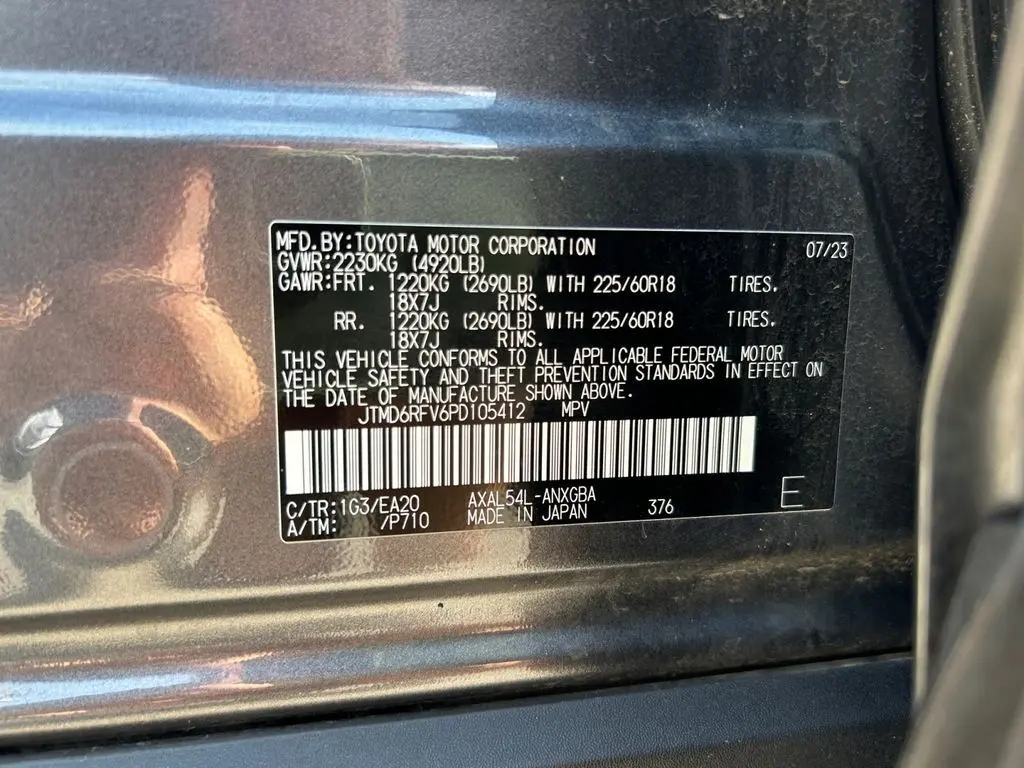 MFD.BY:TOYOTA MOTOR CORPORATION 07/23
GVWR:2230KG (4920LB)
GAWR:FRT. 1220KG (2690LB) WITH 225/60R18 TIRES.
18X7J RIMS.
RR. 1220KG (2690LB) WITH 225/60R18 TIRES.
18X7J RIMS.
THIS VEHICLE CONFORMS TO ALL APPLICABLE FEDERAL MOTOR
VEHICLE SAFETY AND THEFT PREVENTION STANDARDS IN EFFECT ON
THE DATE OF MANUFACTURE SHOWN ABOVE.
JTMD6RFV6PD105412 MPV
C/TR:1G3/EA20 AXAL54L-ANXGBA 376 E
A/TM: /P710 MADE IN JAPAN